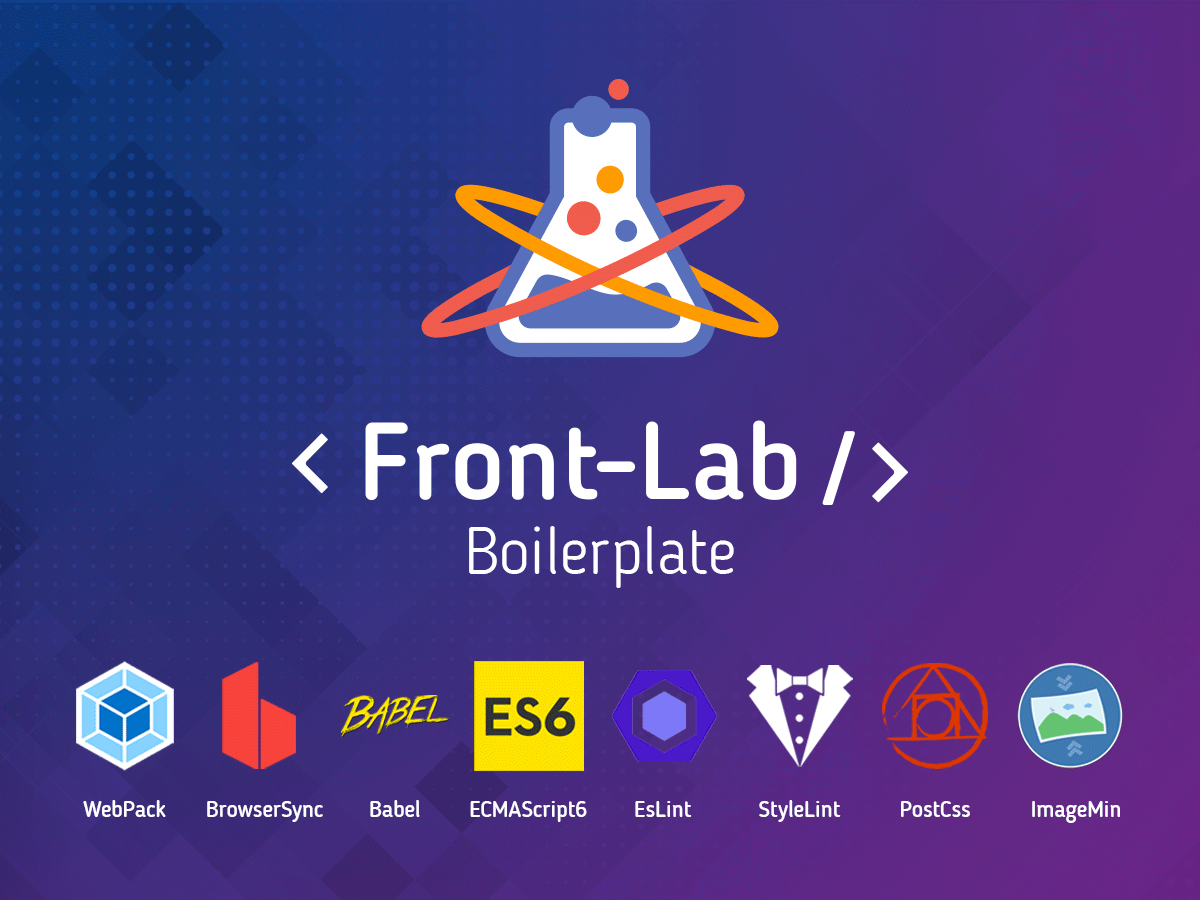 < Front-Lab />
Boilerplate
BABEL
ES6
WebPack BrowserSync Babel ECMAScript6 EsLint StyleLint PostCss ImageMin